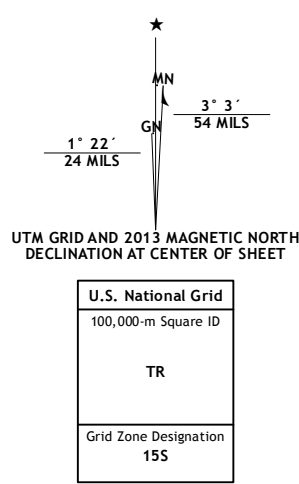 ★
MN
GN
3° 3´
54 MILS
1° 22´
24 MILS
UTM GRID AND 2013 MAGNETIC NORTH
DECLINATION AT CENTER OF SHEET
U.S. National Grid
100,000-m Square ID
TR
Grid Zone Designation
15S